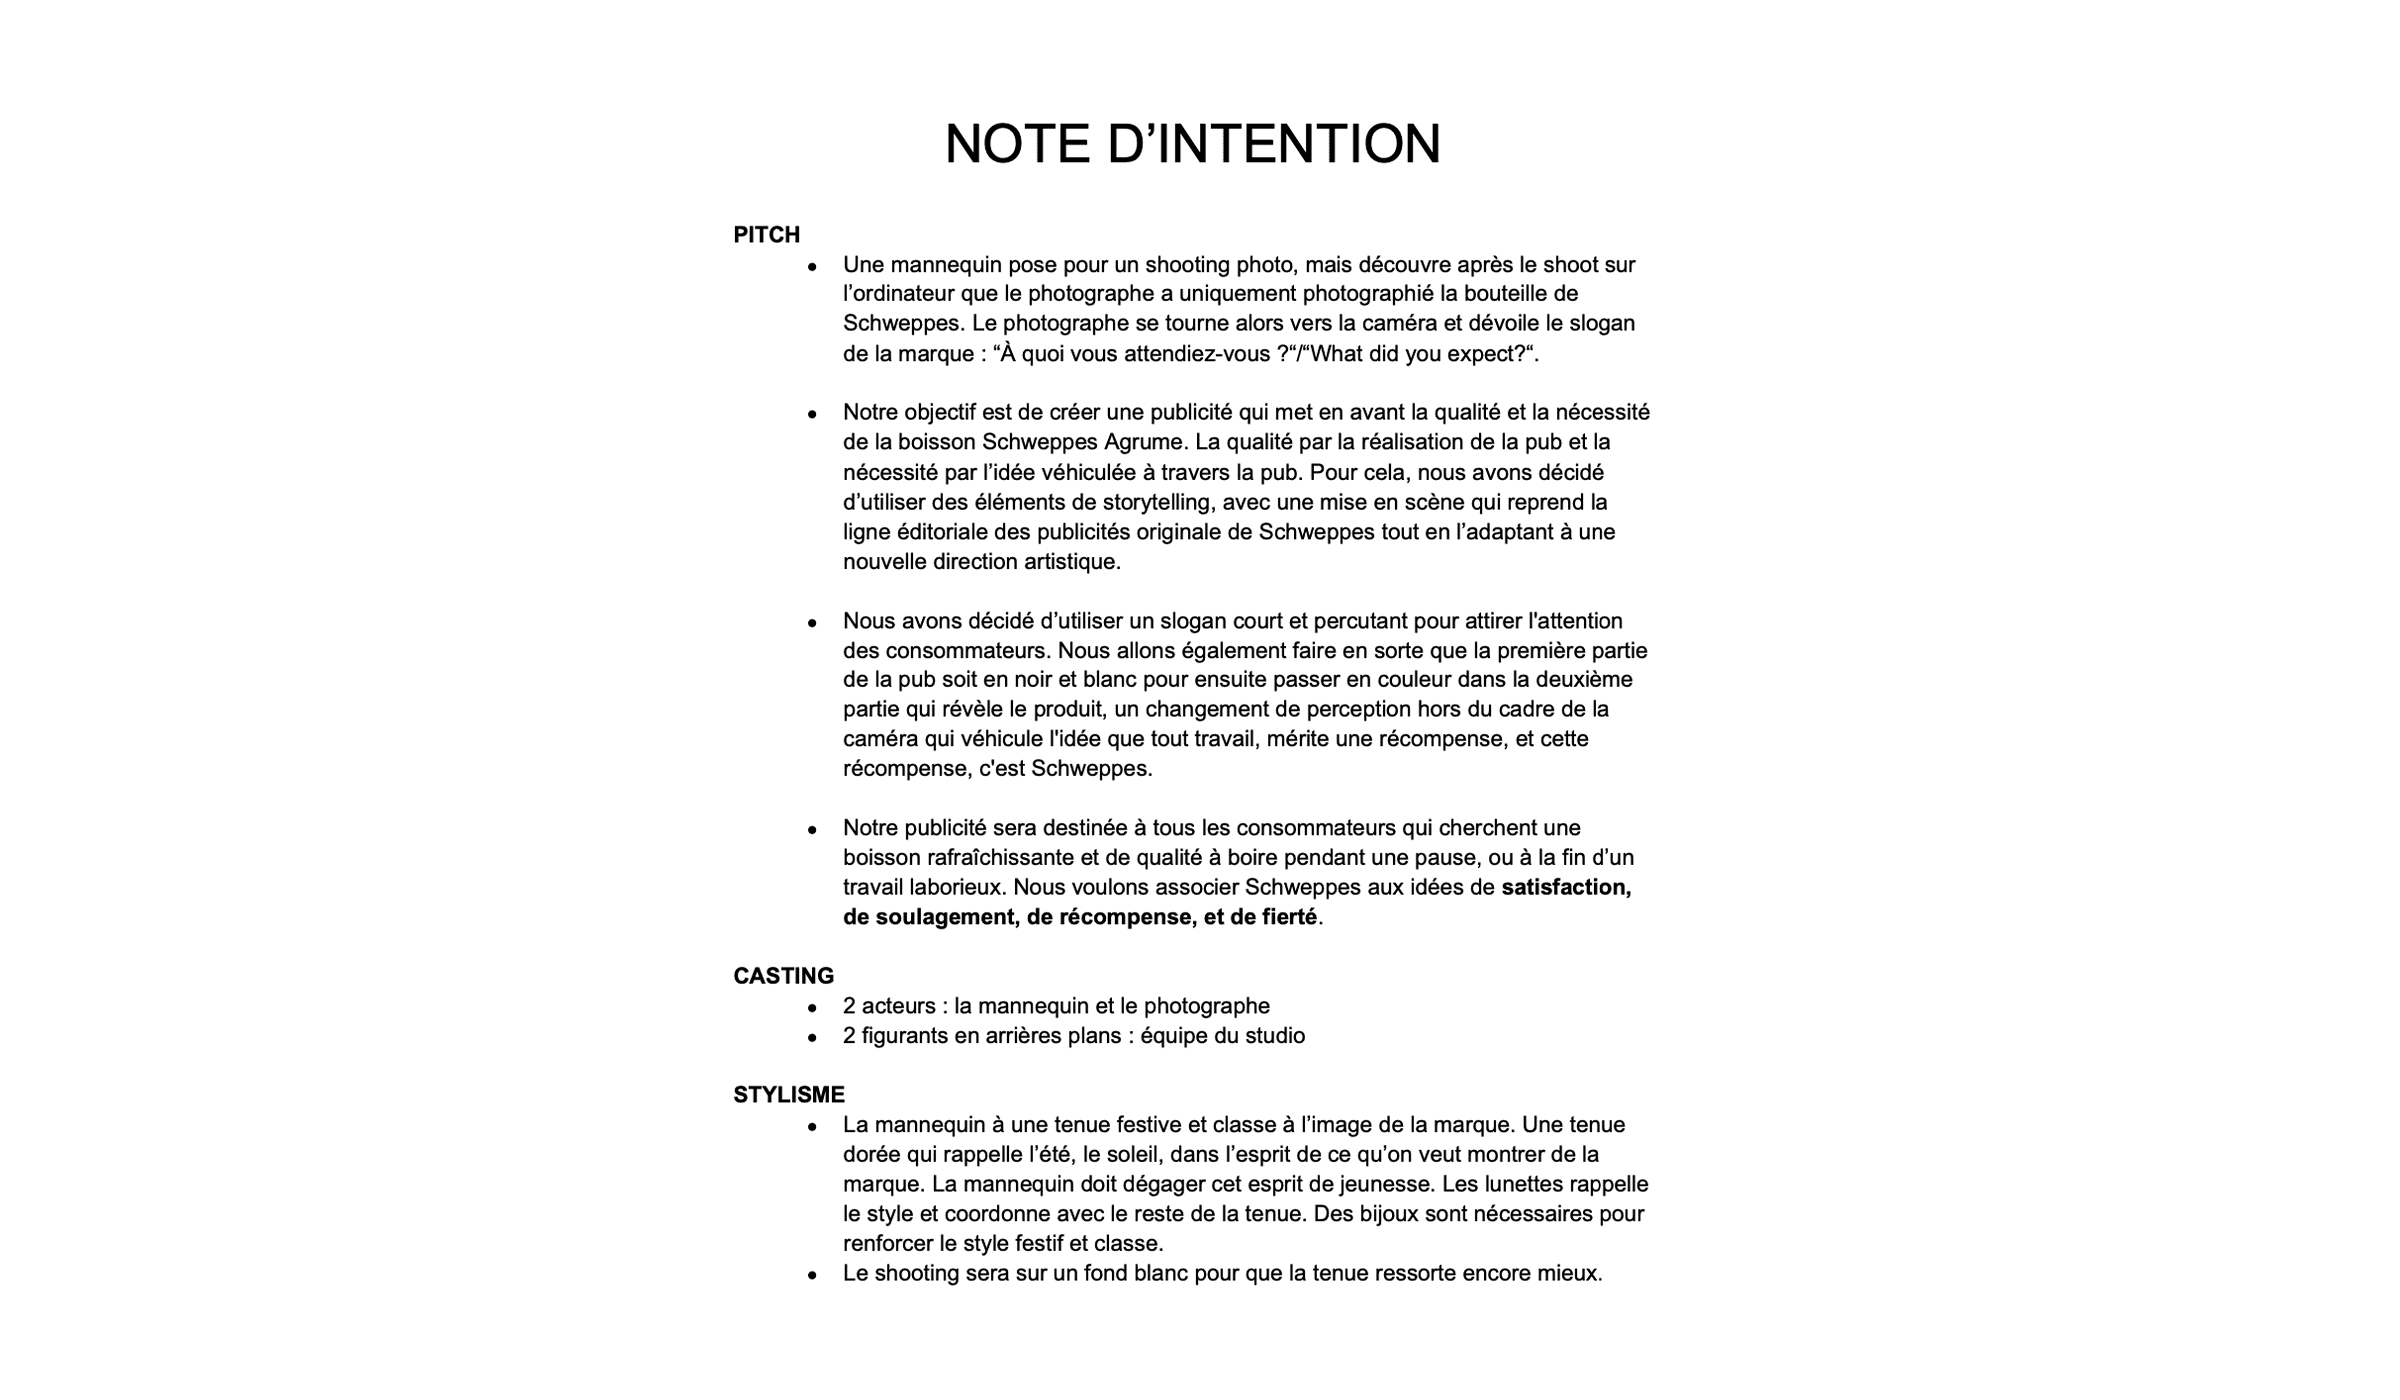 NOTE D’INTENTION
PITCH
● Une mannequin pose pour un shooting photo, mais découvre après le shoot sur
l’ordinateur que le photographe a uniquement photographié la bouteille de
Schweppes. Le photographe se tourne alors vers la caméra et dévoile le slogan
de la marque : “À quoi vous attendiez-vous ?“/“What did you expect?“.
● Notre objectif est de créer une publicité qui met en avant la qualité et la nécessité
de la boisson Schweppes Agrume. La qualité par la réalisation de la pub et la
nécessité par l’idée véhiculée à travers la pub. Pour cela, nous avons décidé
d’utiliser des éléments de storytelling, avec une mise en scène qui reprend la
ligne éditoriale des publicités originale de Schweppes tout en l’adaptant à une
nouvelle direction artistique.
● Nous avons décidé d’utiliser un slogan court et percutant pour attirer l'attention
des consommateurs. Nous allons également faire en sorte que la première partie
de la pub soit en noir et blanc pour ensuite passer en couleur dans la deuxième
partie qui révèle le produit, un changement de perception hors du cadre de la
caméra qui véhicule l'idée que tout travail, mérite une récompense, et cette
récompense, c'est Schweppes.
● Notre publicité sera destinée à tous les consommateurs qui cherchent une
boisson rafraîchissante et de qualité à boire pendant une pause, ou à la fin d’un
travail laborieux. Nous voulons associer Schweppes aux idées de satisfaction,
de soulagement, de récompense, et de fierté.
CASTING
● 2 acteurs : la mannequin et le photographe
● 2 figurants en arrières plans : équipe du studio
STYLISME
● La mannequin à une tenue festive et classe à l’image de la marque. Une tenue
dorée qui rappelle l’été, le soleil, dans l’esprit de ce qu’on veut montrer de la
marque. La mannequin doit dégager cet esprit de jeunesse. Les lunettes rappelle
le style et coordonne avec le reste de la tenue. Des bijoux sont nécessaires pour
renforcer le style festif et classe.
● Le shooting sera sur un fond blanc pour que la tenue ressorte encore mieux.